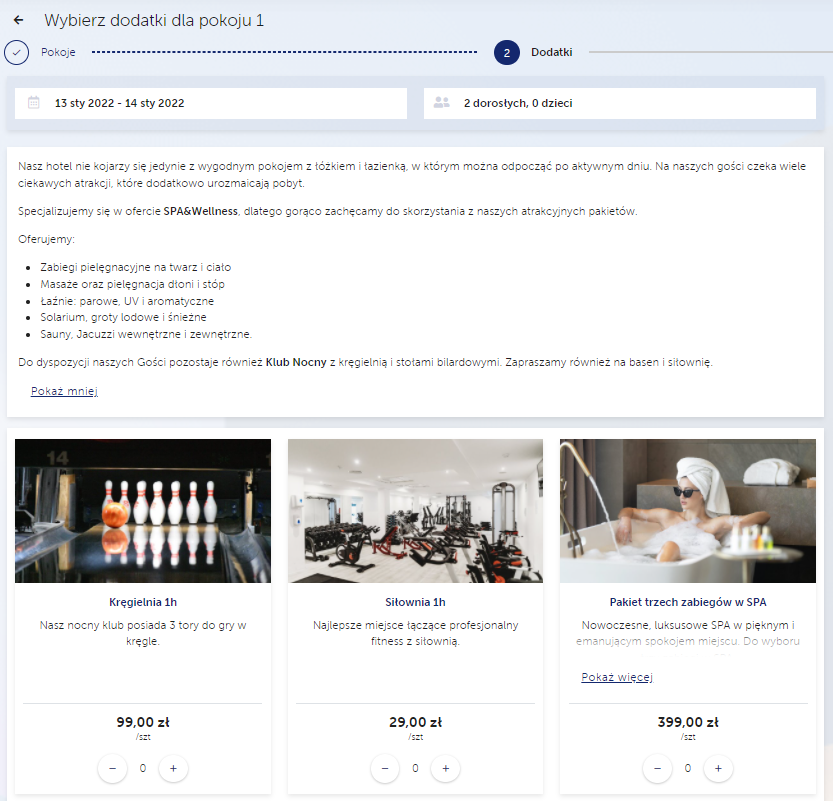 Wybierz dodatki dla pokoju 1
Pokoje
2
Dodatki
13 sty 2022 - 14 sty 2022
2 dorosłych, 0 dzieci
Nasz hotel nie kojarzy się jedynie z wygodnym pokojem z łóżkiem i łazienką, w którym można odpocząć po aktywnym dniu. Na naszych gości czeka wiele
ciekawych atrakcji, które dodatkowo urozmaicają pobyt.
Specjalizujemy się w ofercie SPA&Wellness, dlatego gorąco zachęcamy do skorzystania z naszych atrakcyjnych pakietów.
Oferujemy:
• Zabiegi pielęgnacyjne na twarz i ciało
• Masaże oraz pielęgnacja dłoni i stóp
• Łaźnie: parowe, UV i aromatyczne
• Solarium, groty lodowe i śnieżne
• Sauny, Jacuzzi wewnętrzne i zewnętrzne.
Do dyspozycji naszych Gości pozostaje również Klub Nocny z kręgielnią i stołami bilardowymi. Zapraszamy również na basen i siłownię.
Pokaż mniej
14
Kręgielnia 1h
Nasz nocny klub posiada 3 tory do gry w
kręgle.
99,00 zł
/szt
− 0 +
Siłownia 1h
Najlepsze miejsce łączące profesjonalny
fitness z siłownią.
29,00 zł
/szt
− 0 +
Pakiet trzech zabiegów w SPA
Nowoczesne, luksusowe SPA w pięknym i
emanującym spokojem miejscu. Do wyboru
Pokaż więcej
399,00 zł
/szt
− 0 +